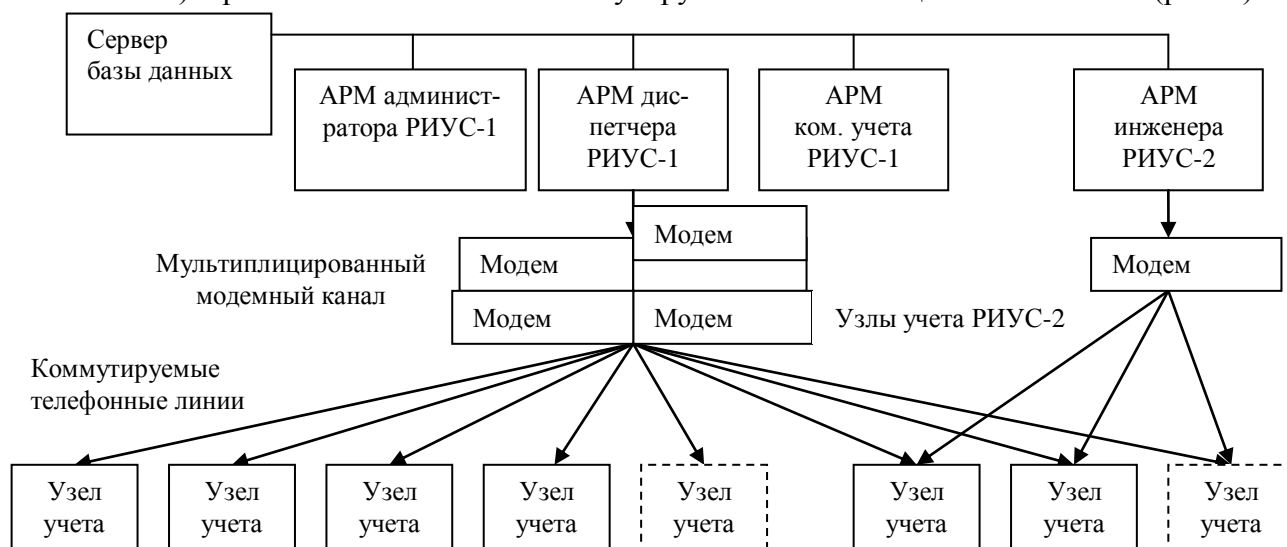 Сервер
базы данных
АРМ админист-
ратора РИУС-1
АРМ дис-
петчера
РИУС-1
АРМ
ком. учета
РИУС-1
АРМ
инженера
РИУС-2
Мультиплицированный
модемный канал
Модем
Модем
Модем
Модем
Модем
Узлы учета РИУС-2
Коммутируемые
телефонные линии
Узел
учета
Узел
учета
Узел
учета
Узел
учета
Узел
учета
Узел
учета
Узел
учета
Узел
учета